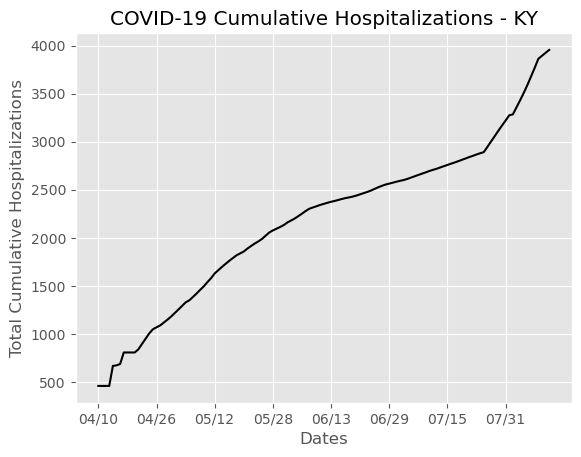 COVID-19 Cumulative Hospitalizations - KY
Total Cumulative Hospitalizations
4000
3500
3000
2500
2000
1500
1000
500
04/10 04/26 05/12 05/28 06/13 06/29 07/15 07/31
Dates